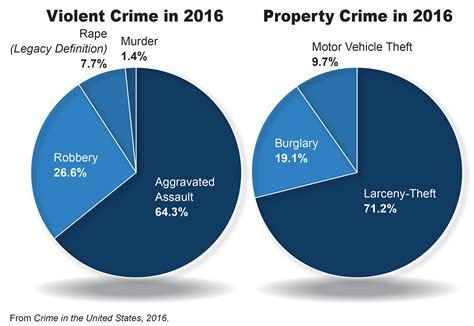 Violent Crime in 2016
Rape
(Legacy Definition)
7.7%
Murder
1.4%
Robbery
26.6%
Aggravated
Assault
64.3%
Property Crime in 2016
Motor Vehicle Theft
9.7%
Burglary
19.1%
Larceny-Theft
71.2%
From Crime in the United States, 2016.